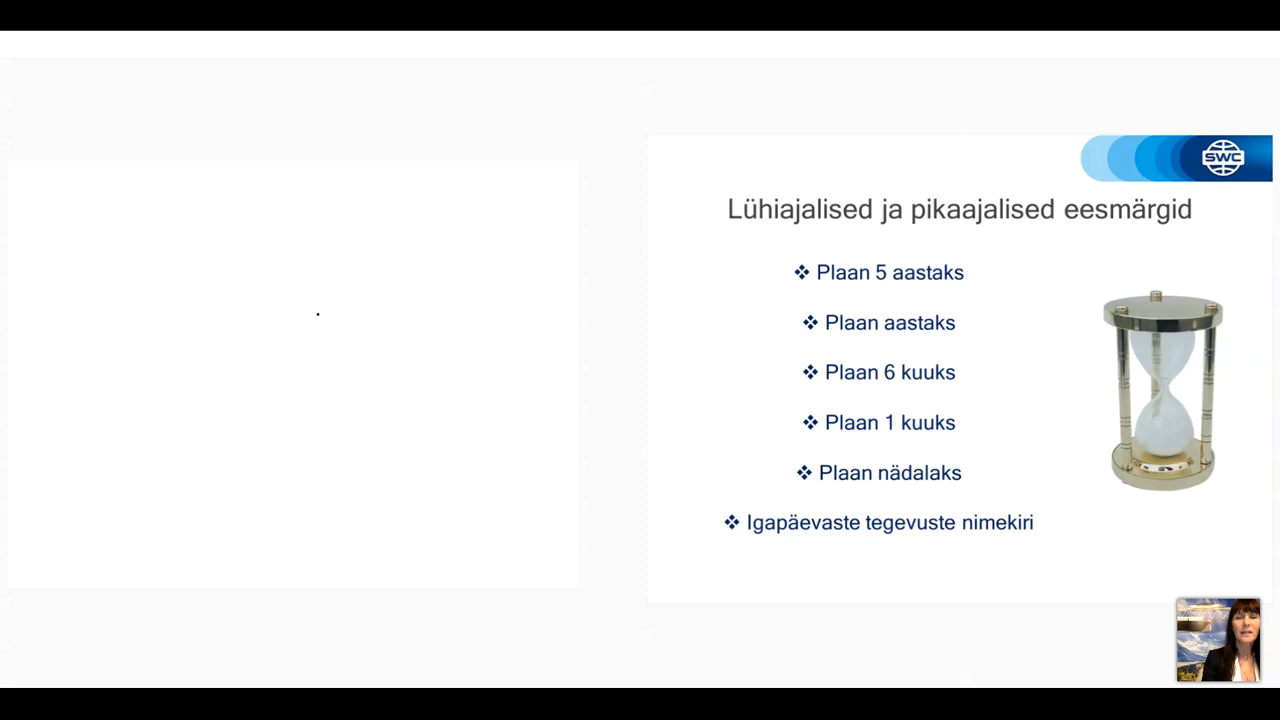 SWC
Lühiajalised ja pikaajalised eesmärgid
❖ Plaan 5 aastaks
❖ Plaan aastaks
❖ Plaan 6 kuuks
❖ Plaan 1 kuuks
❖ Plaan nädalaks
❖ Igapäevaste tegevuste nimekiri